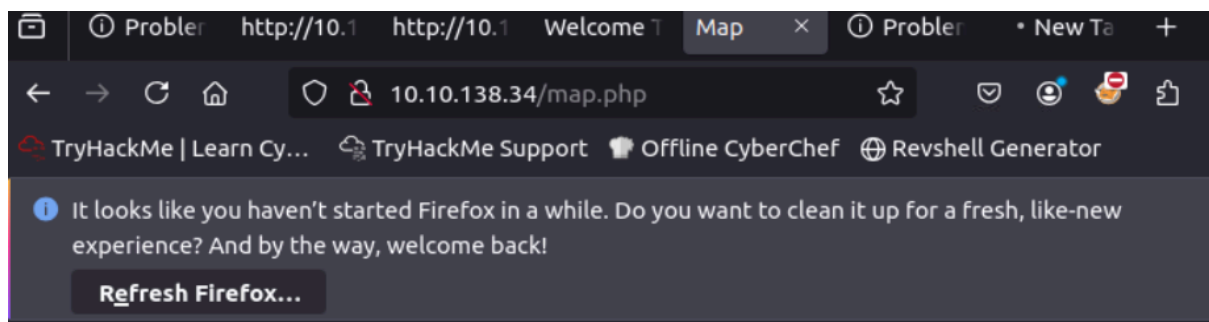 Probler http://10.1 http://10.1 Welcome T Map Probler • New Ta
10.10.138.34/map.php
TryHackMe | Learn Cy... TryHackMe Support Offline CyberChef Revshell Generator
It looks like you haven't started Firefox in a while. Do you want to clean it up for a fresh, like-new
experience? And by the way, welcome back!
Refresh Firefox...